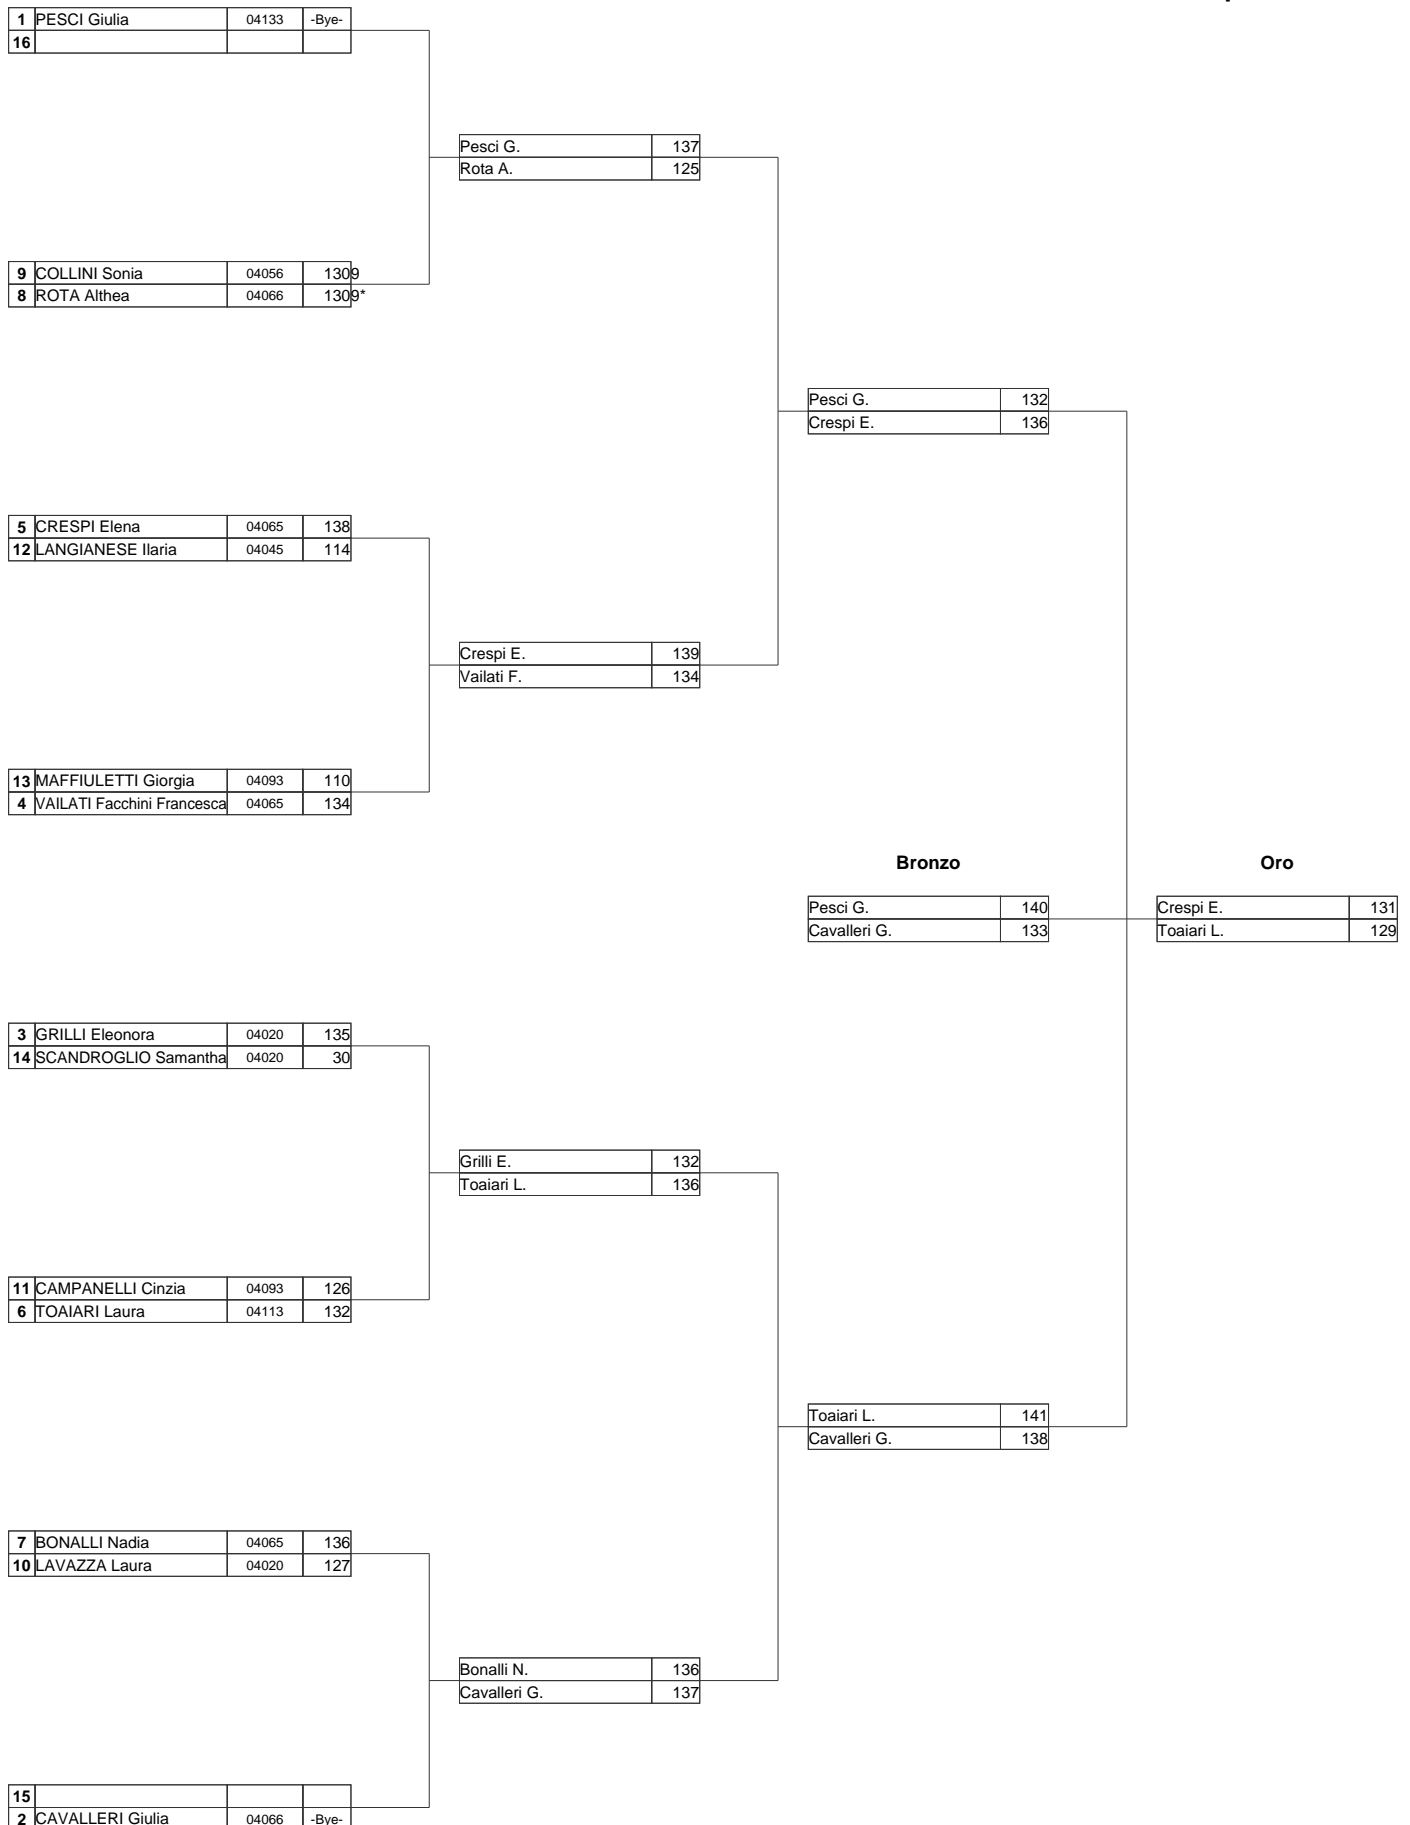 1 PESCI Giulia 04133 -Bye-
16
Pesci G. 137
Rota A. 125
9 COLLINI Sonia 04056 1309
8 ROTA Althea 04066 1309*
Pesci G. 132
Crespi E. 136
5 CRESPI Elena 04065 138
12 LANGIANESE Ilaria 04045 114
Crespi E. 139
Vailati F. 134
13 MAFFIULETTI Giorgia 04093 110
4 VAILATI Facchini Francesca 04065 134
Bronzo Oro
Pesci G. 140 Crespi E. 131
Cavalleri G. 133 Toaiari L. 129
3 GRILLI Eleonora 04020 135
14 SCANDROGLIO Samantha 04020 30
Grilli E. 132
Toaiari L. 136
11 CAMPANELLI Cinzia 04093 126
6 TOAIARI Laura 04113 132
Toaiari L. 141
Cavalleri G. 138
7 BONALLI Nadia 04065 136
10 LAVAZZA Laura 04020 127
Bonalli N. 136
Cavalleri G. 137
15
2 CAVALLERI Giulia 04066 -Bye-